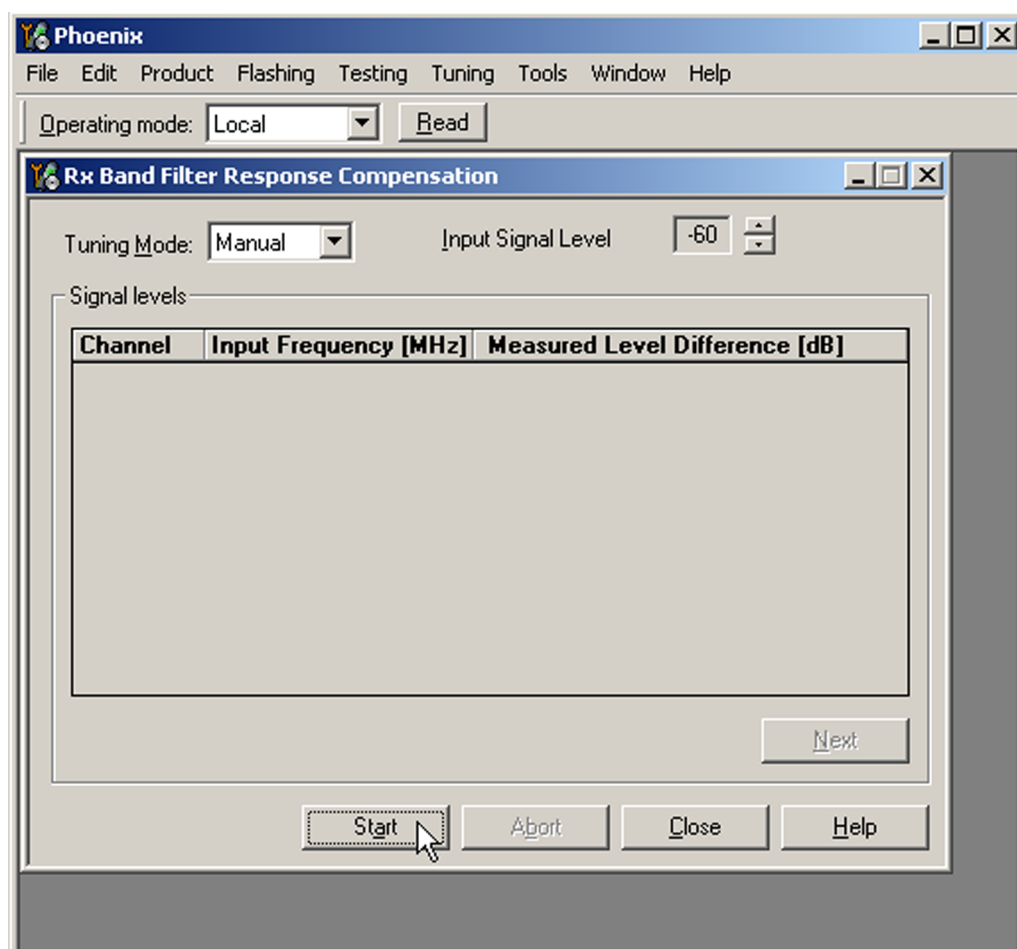 Phoenix
File Edit Product Flashing Testing Tuning Tools Window Help
Operating mode: Local Read
Rx Band Filter Response Compensation
Tuning Mode: Manual Input Signal Level -60
Signal levels
Channel Input Frequency [MHz] Measured Level Difference [dB]
Next
Start Abort Close Help